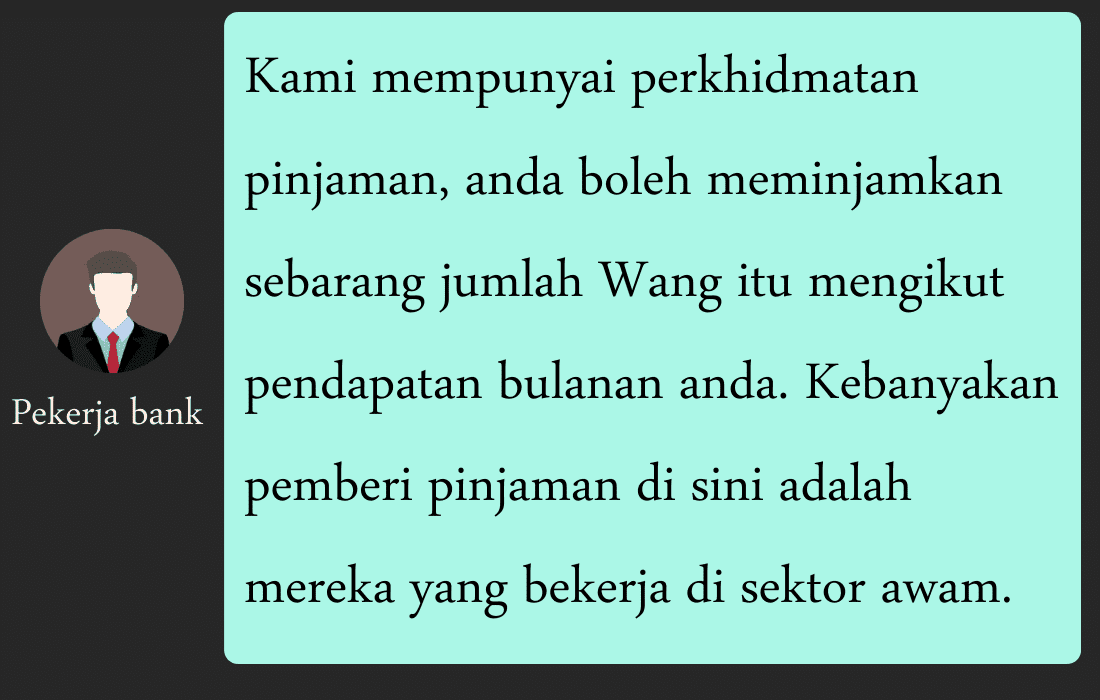 Kami mempunyai perkhidmatan
pinjaman, anda boleh meminjamkan
sebarang jumlah Wang itu mengikut
pendapatan bulanan anda. Kebanyakan
pemberi pinjaman di sini adalah
mereka yang bekerja di sektor awam.
Pekerja bank